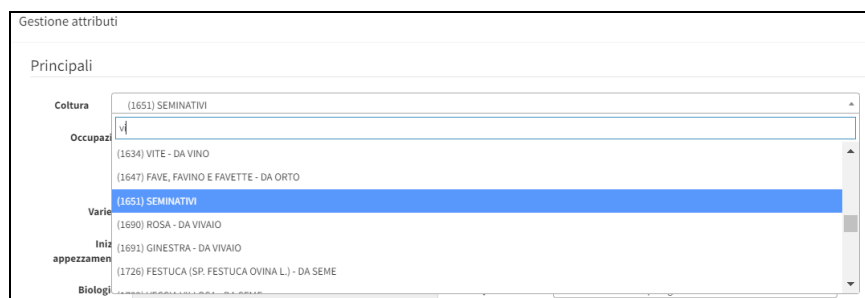 Gestione attributi
Principali
Coltura (1651) SEMINATIVI
vi
Occupazi
(1634) VITE - DA VINO
(1647) FAVE, FAVINO E FAVETTE - DA ORTO
(1651) SEMINATIVI
Varie
(1690) ROSA - DA VIVAIO
Iniz
(1691) GINESTRA - DA VIVAIO
appezzamen
(1726) FESTUCA (SP. FESTUCA OVINA L.) - DA SEME
Biologi